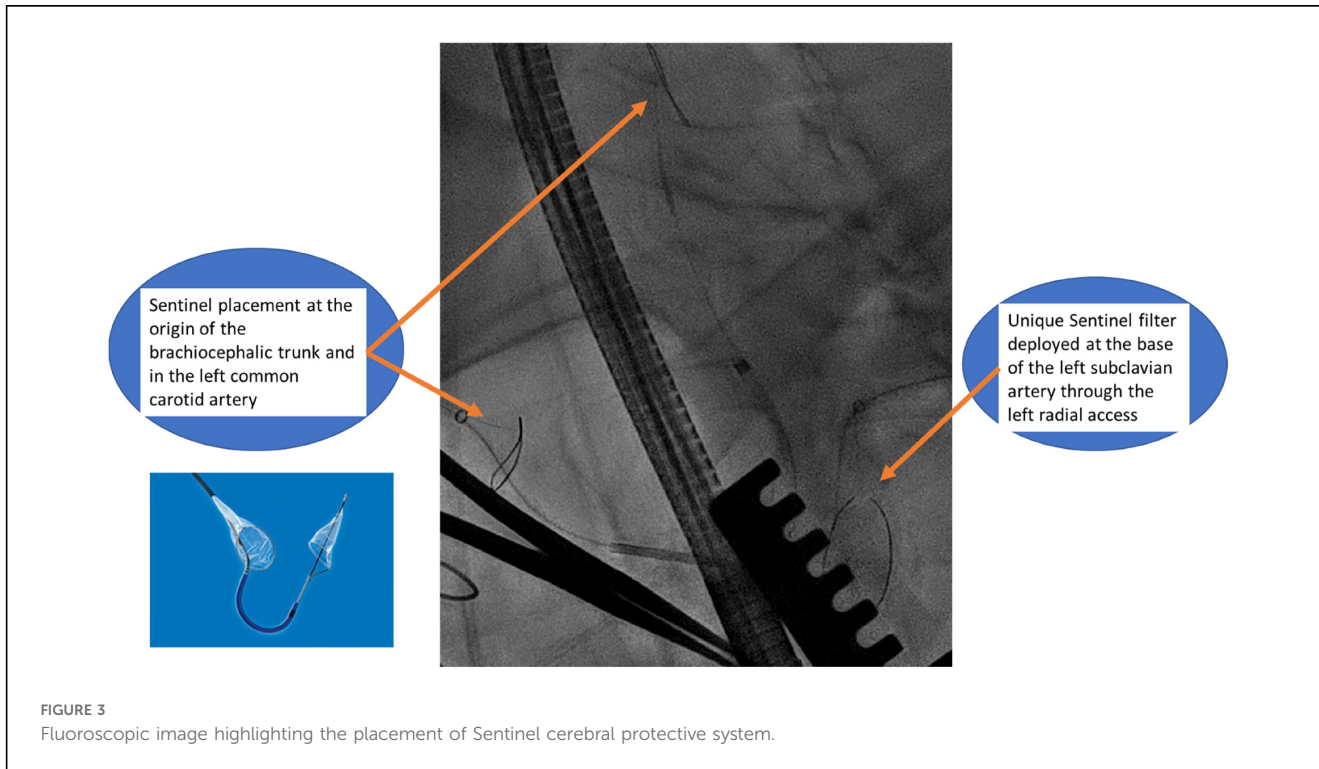 Sentinel placement at the
origin of the
brachiocephalic trunk and
in the left common
carotid artery
Unique Sentinel filter
deployed at the base
of the left subclavian
artery through the
left radial access
FIGURE 3
Fluoroscopic image highlighting the placement of Sentinel cerebral protective system.